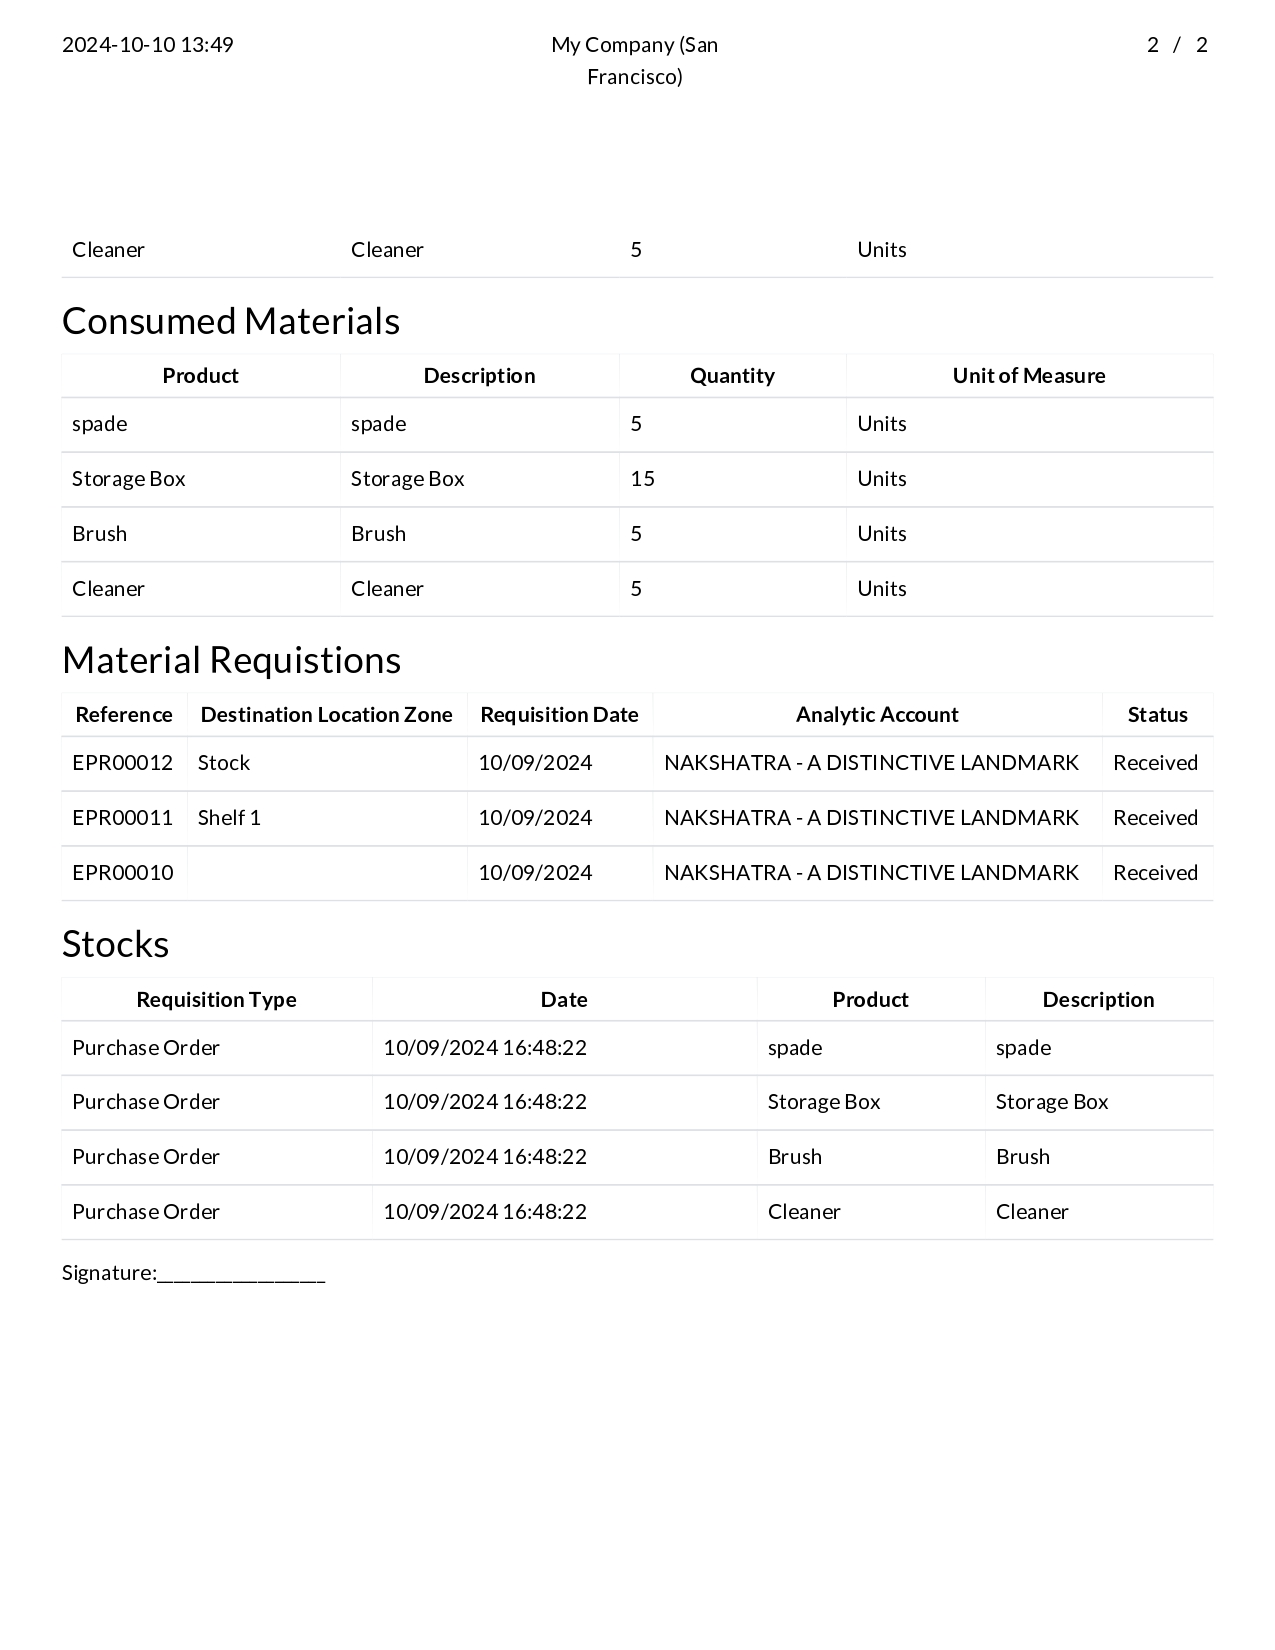 2024-10-10 13:49 My Company (San Francisco) 2 / 2
Cleaner Cleaner 5 Units
Consumed Materials
Product Description Quantity Unit of Measure
spade spade 5 Units
Storage Box Storage Box 15 Units
Brush Brush 5 Units
Cleaner Cleaner 5 Units
Material Requistions
Reference Destination Location Zone Requisition Date Analytic Account Status
EPR00012 Stock 10/09/2024 NAKSHATRA - A DISTINCTIVE LANDMARK Received
EPR00011 Shelf 1 10/09/2024 NAKSHATRA - A DISTINCTIVE LANDMARK Received
EPR00010 10/09/2024 NAKSHATRA - A DISTINCTIVE LANDMARK Received
Stocks
Requisition Type Date Product Description
Purchase Order 10/09/2024 16:48:22 spade spade
Purchase Order 10/09/2024 16:48:22 Storage Box Storage Box
Purchase Order 10/09/2024 16:48:22 Brush Brush
Purchase Order 10/09/2024 16:48:22 Cleaner Cleaner
Signature:________________